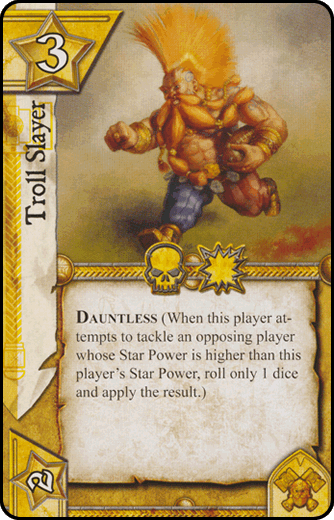 3
Troll Slayer
DAUNTLESS (When this player at-
tempts to tackle an opposing player
whose Star Power is higher than this
player's Star Power, roll only 1 dice
and apply the result.)
2